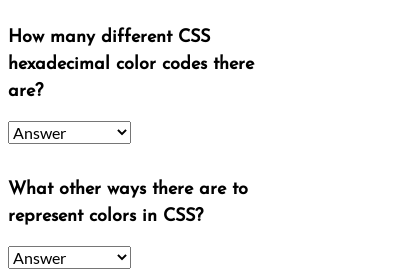 How many different CSS
hexadecimal color codes there
are?
Answer
What other ways there are to
represent colors in CSS?
Answer